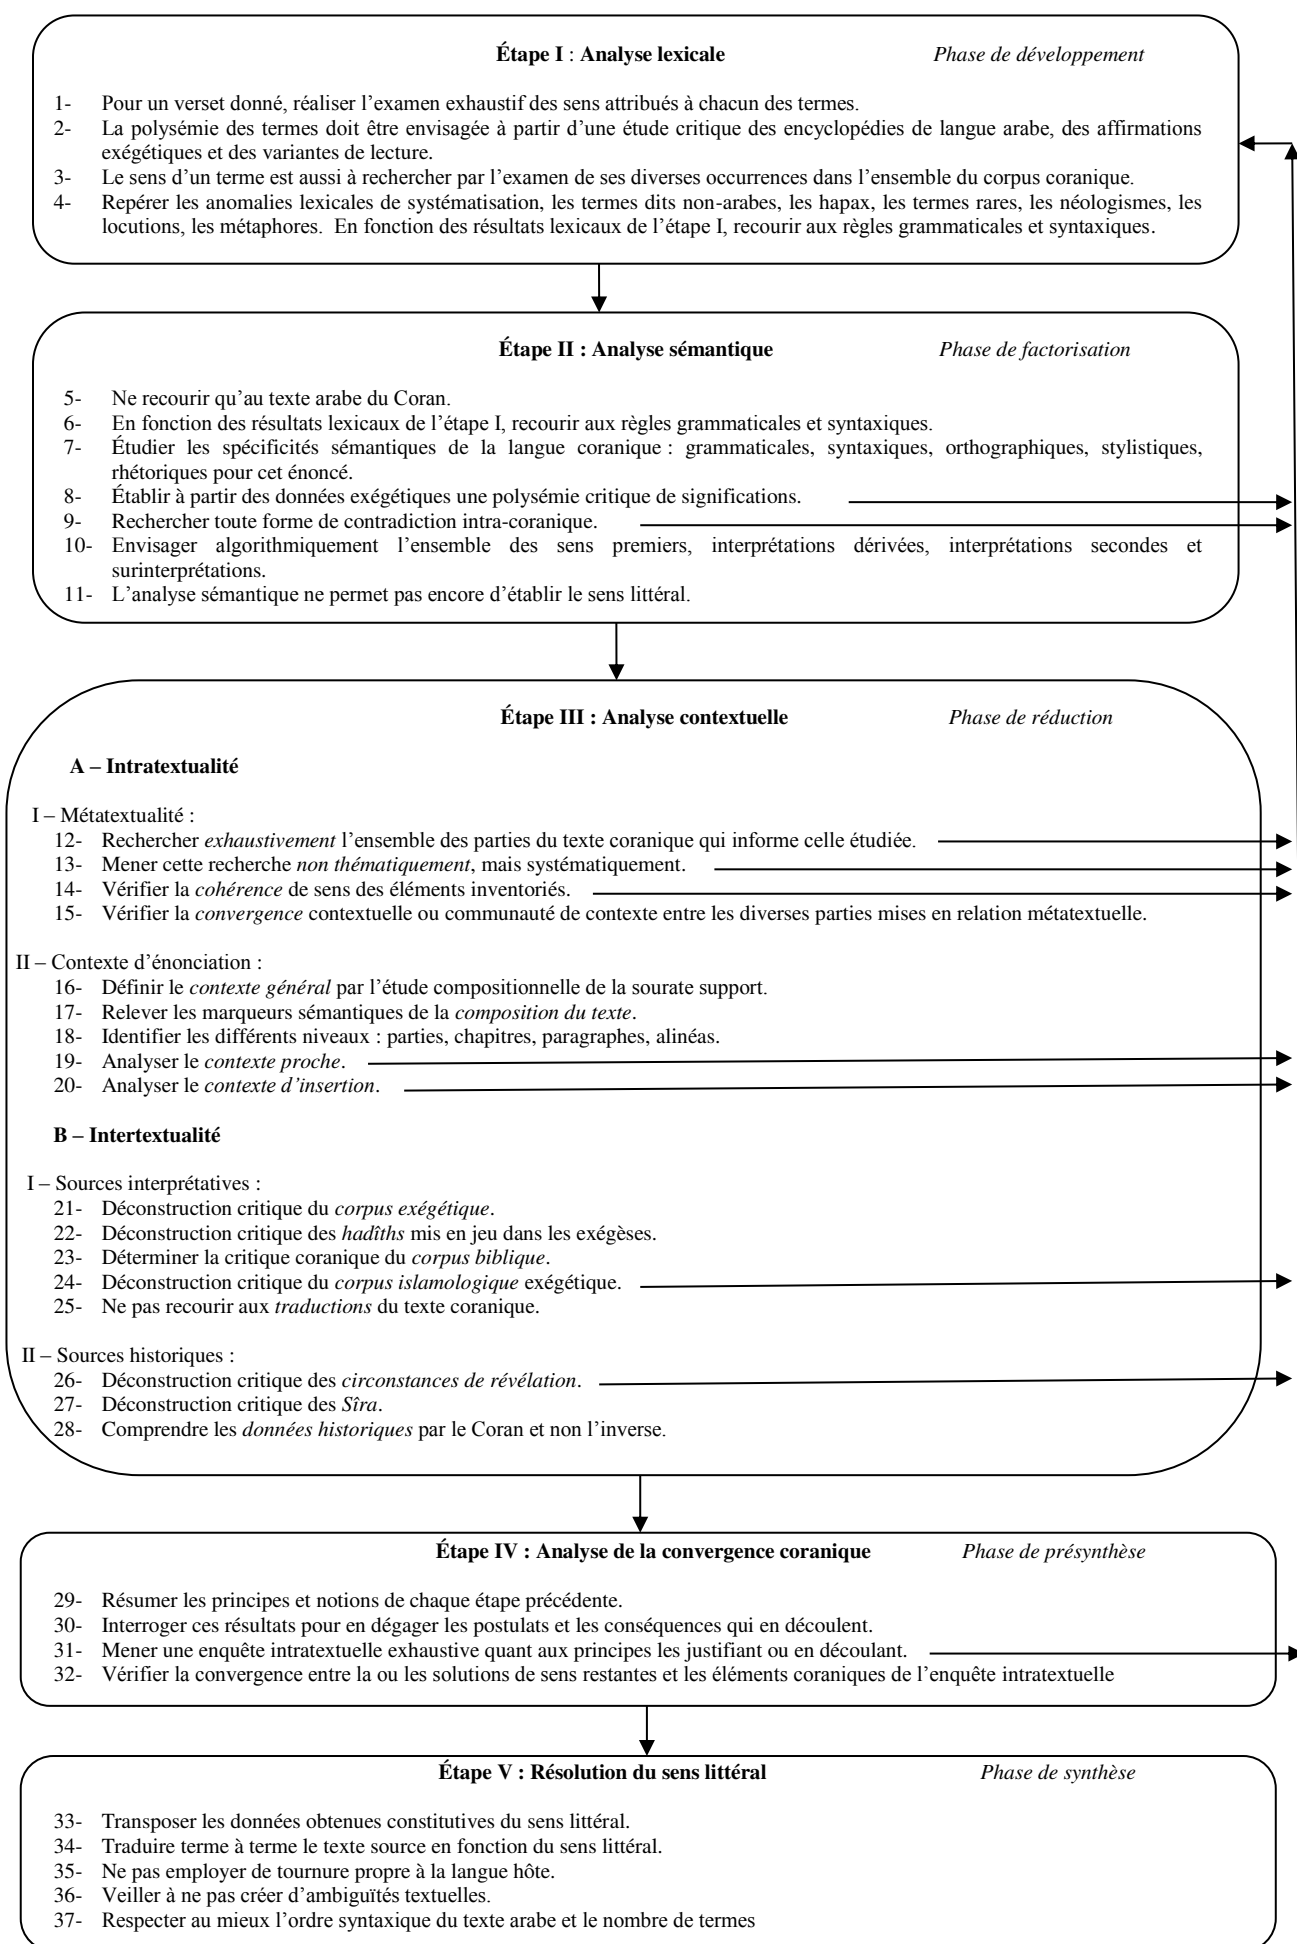 Étape I : Analyse lexicale Phase de développement
1- Pour un verset donné, réaliser l’examen exhaustif des sens attribués à chacun des termes.
2- La polysémie des termes doit être envisagée à partir d’une étude critique des encyclopédies de langue arabe, des affirmations
exégétiques et des variantes de lecture.
3- Le sens d’un terme est aussi à rechercher par l’examen de ses diverses occurrences dans l’ensemble du corpus coranique.
4- Repérer les anomalies lexicales de systématisation, les termes dits non-arabes, les hapax, les termes rares, les néologismes, les
locutions, les métaphores. En fonction des résultats lexicaux de l’étape I, recourir aux règles grammaticales et syntaxiques.
Étape II : Analyse sémantique Phase de factorisation
5- Ne recourir qu’au texte arabe du Coran.
6- En fonction des résultats lexicaux de l’étape I, recourir aux règles grammaticales et syntaxiques.
7- Étudier les spécificités sémantiques de la langue coranique : grammaticales, syntaxiques, orthographiques, stylistiques,
rhétoriques pour cet énoncé.
8- Établir à partir des données exégétiques une polysémie critique de significations.
9- Rechercher toute forme de contradiction intra-coranique.
10- Envisager algorithmiquement l’ensemble des sens premiers, interprétations dérivées, interprétations secondes et
surinterprétations.
11- L’analyse sémantique ne permet pas encore d’établir le sens littéral.
Étape III : Analyse contextuelle Phase de réduction
A – Intratextualité
I – Métatextualité :
12- Rechercher exhaustivement l’ensemble des parties du texte coranique qui informe celle étudiée.
13- Mener cette recherche non thématiquement, mais systématiquement.
14- Vérifier la cohérence de sens des éléments inventoriés.
15- Vérifier la convergence contextuelle ou communauté de contexte entre les diverses parties mises en relation métatextuelle.
II – Contexte d’énonciation :
16- Définir le contexte général par l’étude compositionnelle de la sourate support.
17- Relever les marqueurs sémantiques de la composition du texte.
18- Identifier les différents niveaux : parties, chapitres, paragraphes, alinéas.
19- Analyser le contexte proche.
20- Analyser le contexte d’insertion.
B – Intertextualité
I – Sources interprétatives :
21- Déconstruction critique du corpus exégétique.
22- Déconstruction critique des hadîths mis en jeu dans les exégèses.
23- Déterminer la critique coranique du corpus biblique.
24- Déconstruction critique du corpus islamologique exégétique.
25- Ne pas recourir aux traductions du texte coranique.
II – Sources historiques :
26- Déconstruction critique des circonstances de révélation.
27- Déconstruction critique des Sîra.
28- Comprendre les données historiques par le Coran et non l’inverse.
Étape IV : Analyse de la convergence coranique Phase de présynthèse
29- Résumer les principes et notions de chaque étape précédente.
30- Interroger ces résultats pour en dégager les postulats et les conséquences qui en découlent.
31- Mener une enquête intratextuelle exhaustive quant aux principes les justifiant ou en découlant.
32- Vérifier la convergence entre la ou les solutions de sens restantes et les éléments coraniques de l’enquête intratextuelle
Étape V : Résolution du sens littéral Phase de synthèse
33- Transposer les données obtenues constitutives du sens littéral.
34- Traduire terme à terme le texte source en fonction du sens littéral.
35- Ne pas employer de tournure propre à la langue hôte.
36- Veiller à ne pas créer d’ambiguïtés textuelles.
37- Respecter au mieux l’ordre syntaxique du texte arabe et le nombre de termes